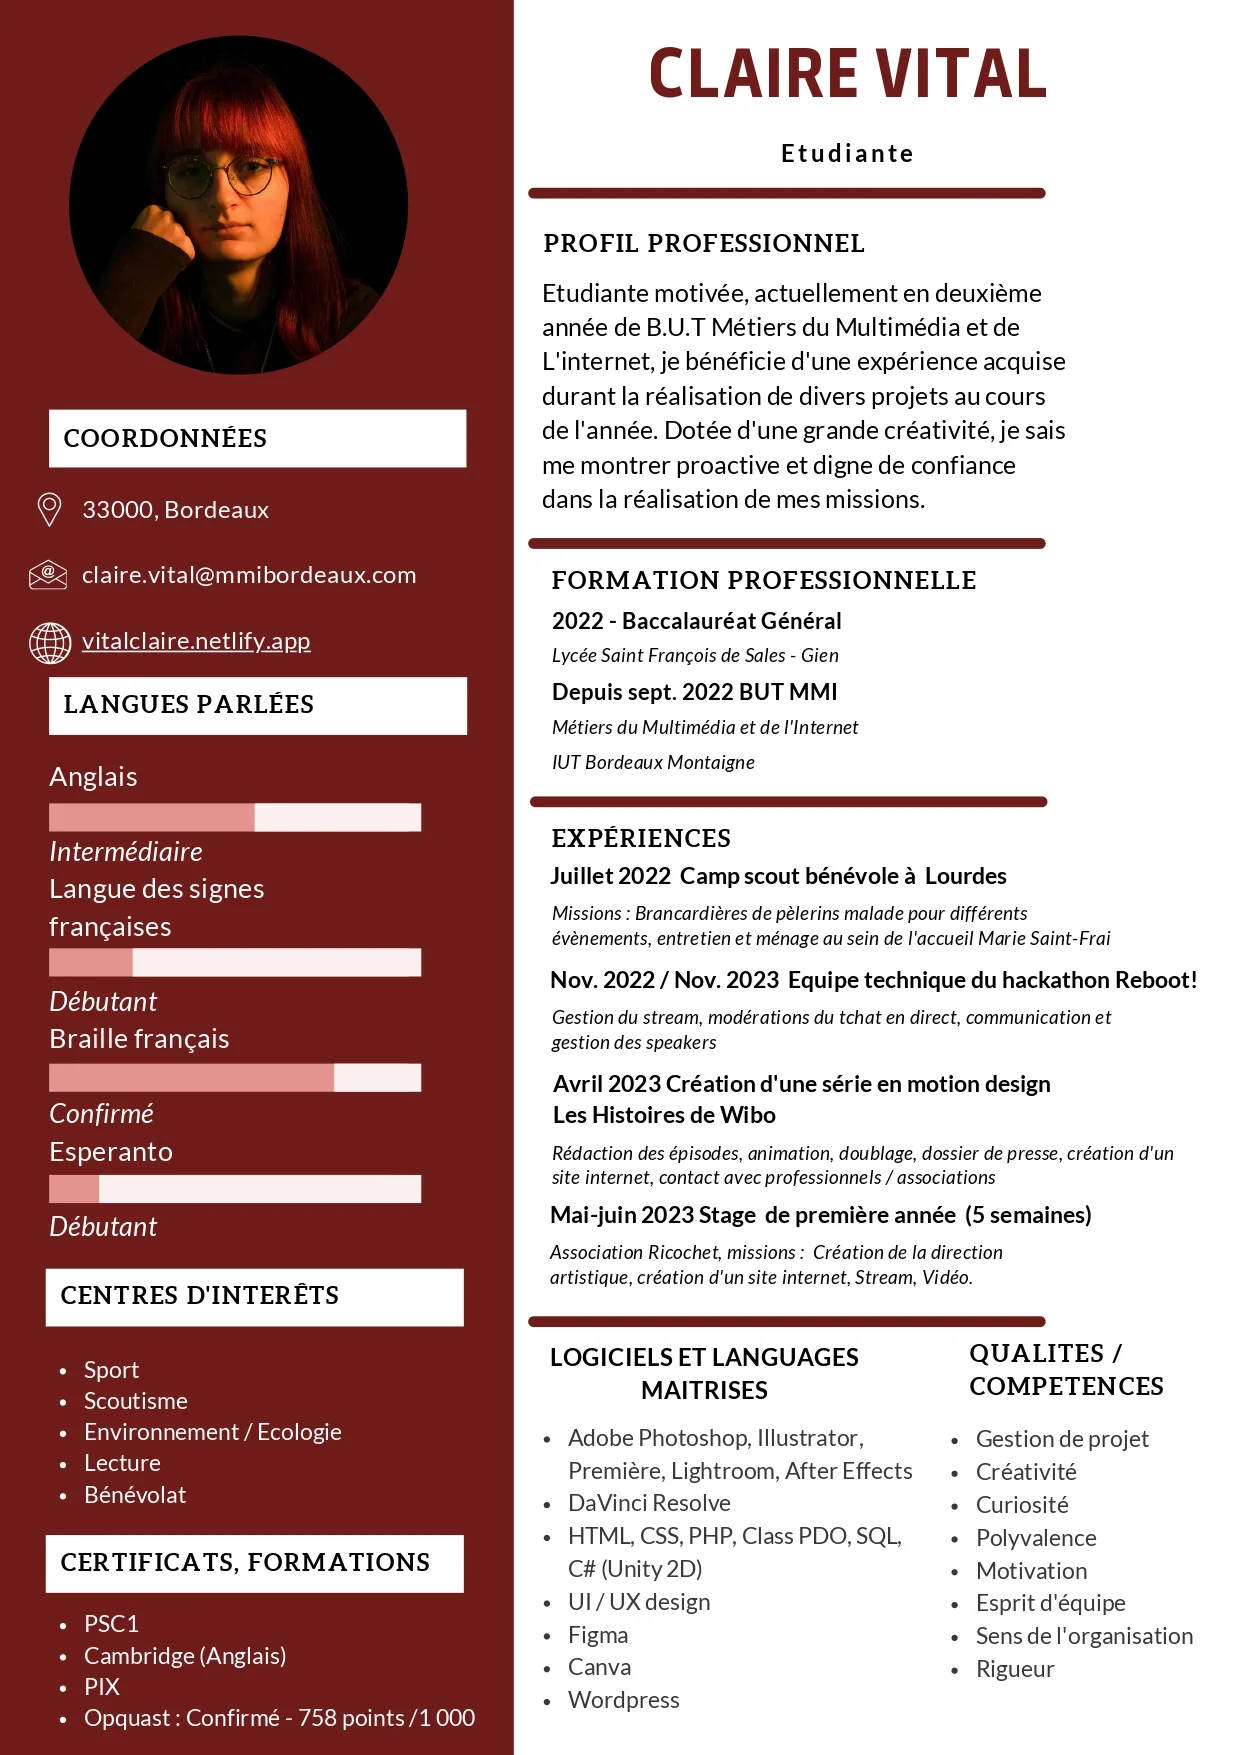 CLAIRE VITAL
Etudiante
COORDONNÉES
33000, Bordeaux
claire.vital@mmibordeaux.com
vitalclaire.netlify.app
LANGUES PARLÉES
Anglais
Intermédiaire
Langue des signes
françaises
Débutant
Braille français
Confirmé
Esperanto
Débutant
CENTRES D'INTERÊTS
• Sport
• Scoutisme
• Environnement / Ecologie
• Lecture
• Bénévolat
CERTIFICATS, FORMATIONS
• PSC1
• Cambridge (Anglais)
• PIX
• Opquast : Confirmé - 758 points /1 000
PROFIL PROFESSIONNEL
Etudiante motivée, actuellement en deuxième
année de B.U.T Métiers du Multimédia et de
L'internet, je bénéficie d'une expérience acquise
durant la réalisation de divers projets au cours
de l'année. Dotée d'une grande créativité, je sais
me montrer proactive et digne de confiance
dans la réalisation de mes missions.
FORMATION PROFESSIONNELLE
2022 - Baccalauréat Général
Lycée Saint François de Sales - Gien
Depuis sept. 2022 BUT MMI
Métiers du Multimédia et de l'Internet
IUT Bordeaux Montaigne
EXPÉRIENCES
Juillet 2022 Camp scout bénévole à Lourdes
Missions : Brancardières de pèlerins malade pour différents
évènements, entretien et ménage au sein de l'accueil Marie Saint-Frai
Nov. 2022 / Nov. 2023 Equipe technique du hackathon Reboot!
Gestion du stream, modérations du tchat en direct, communication et
gestion des speakers
Avril 2023 Création d'une série en motion design
Les Histoires de Wibo
Rédaction des épisodes, animation, doublage, dossier de presse, création d'un
site internet, contact avec professionnels / associations
Mai-juin 2023 Stage de première année (5 semaines)
Association Ricochet, missions : Création de la direction
artistique, création d'un site internet, Stream, Vidéo.
LOGICIELS ET LANGUAGES
MAITRISES
• Adobe Photoshop, Illustrator,
Première, Lightroom, After Effects
• DaVinci Resolve
• HTML, CSS, PHP, Class PDO, SQL,
C# (Unity 2D)
• UI / UX design
• Figma
• Canva
• Wordpress
QUALITES /
COMPETENCES
• Gestion de projet
• Créativité
• Curiosité
• Polyvalence
• Motivation
• Esprit d'équipe
• Sens de l'organisation
• Rigueur